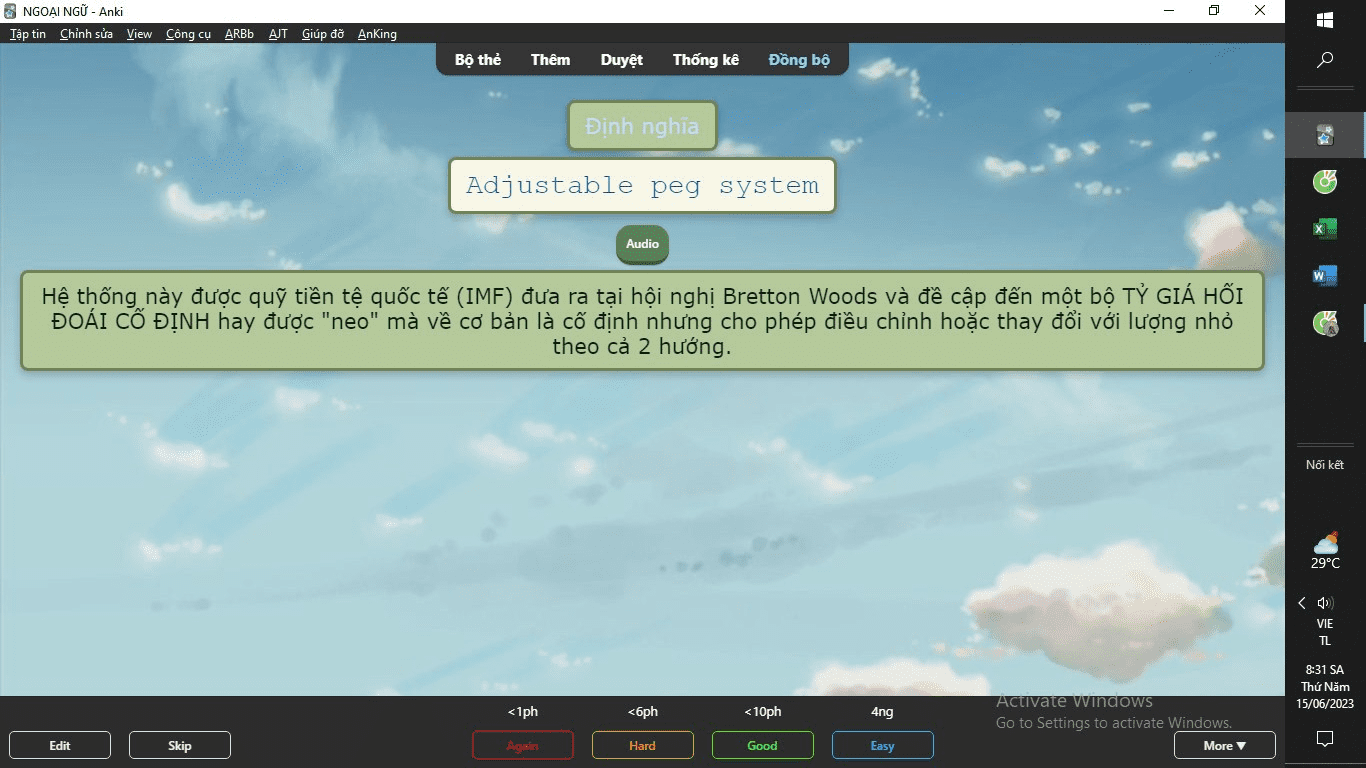 NGOẠI NGỮ - Anki
Tập tin Chỉnh sửa View Công cụ ARBb AJT Giúp đỡ AnKing
Bộ thẻ Thêm Duyệt Thống kê Đồng bộ
Định nghĩa
Adjustable peg system
Audio
Hệ thống này được quỹ tiền tệ quốc tế (IMF) đưa ra tại hội nghị Bretton Woods và đề cập đến một bộ TỶ GIÁ HỐI
ĐOÁI CỐ ĐỊNH hay được "neo" mà về cơ bản là cố định nhưng cho phép điều chỉnh hoặc thay đổi với lượng nhỏ
theo cả 2 hướng.
Nối kết
29°C
VIE
TL
8:31 SA
Thứ Năm
15/06/2023
Activate Windows
Go to Settings to activate Windows.
<1ph <6ph <10ph 4ng
Edit Skip Again Hard Good Easy More ▼